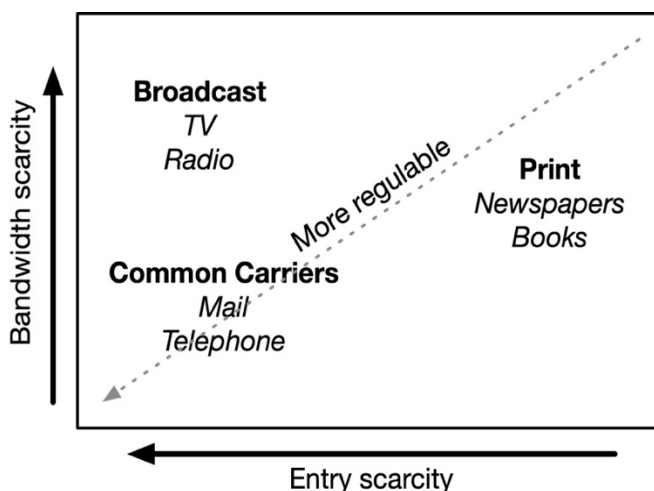 Bandwidth scarcity
Broadcast
TV
Radio
More regulable
Print
Newspapers
Books
Common Carriers
Mail
Telephone
Entry scarcity